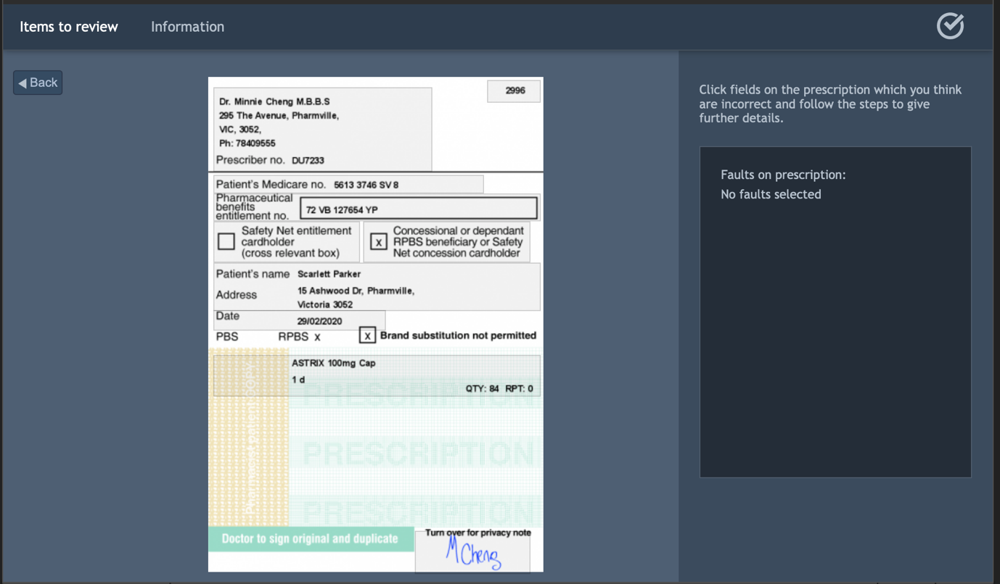 Items to review
Information
Back
Dr. Minnie Cheng M.B.B.S
295 The Avenue, Pharmville,
VIC, 3052,
Ph: 78409555
Prescriber no. DU7233
2996
Patient's Medicare no. 5613 3746 SV 8
Pharmaceutical
benefits
entitlement no. 72 VB 127654 YP
Safety Net entitlement
cardholder
(cross relevant box)
x
Concessional or dependant
RPBS beneficiary or Safety
Net concession cardholder
Patient's name Scarlett Parker
Address 15 Ashwood Dr, Pharmville,
Victoria 3052
Date 29/02/2020
PBS RPBS x x Brand substitution not permitted
ASTRIX 100mg Cap
1 d
QTY: 84 RPT: 0
Pharmacist patient COPY
PRESCRIPTION
PRESCRIPTION
PRESCRIPTION
Doctor to sign original and duplicate
Turn over for privacy note
M Cheng
Click fields on the prescription which you think
are incorrect and follow the steps to give
further details.
Faults on prescription:
No faults selected